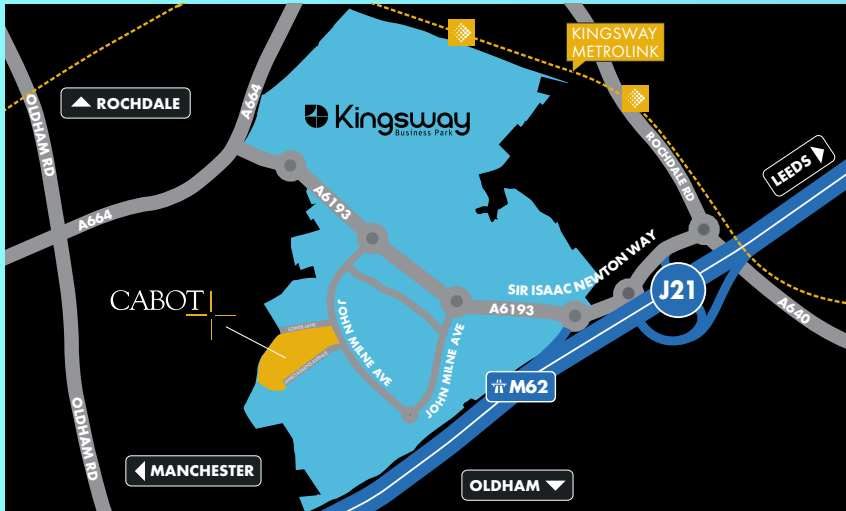 KINGSWAY
METROLINK
OLDHAM RD
ROCHDALE
A664
Kingsway
Business Park
ROCHDALE RD
LEEDS
A6193
A664
SIR ISAAC NEWTON WAY
J21
CABOT
A6193
A640
JOHN MILNE AVE
JOHN MILNE AVE
M62
OLDHAM RD
MANCHESTER
OLDHAM